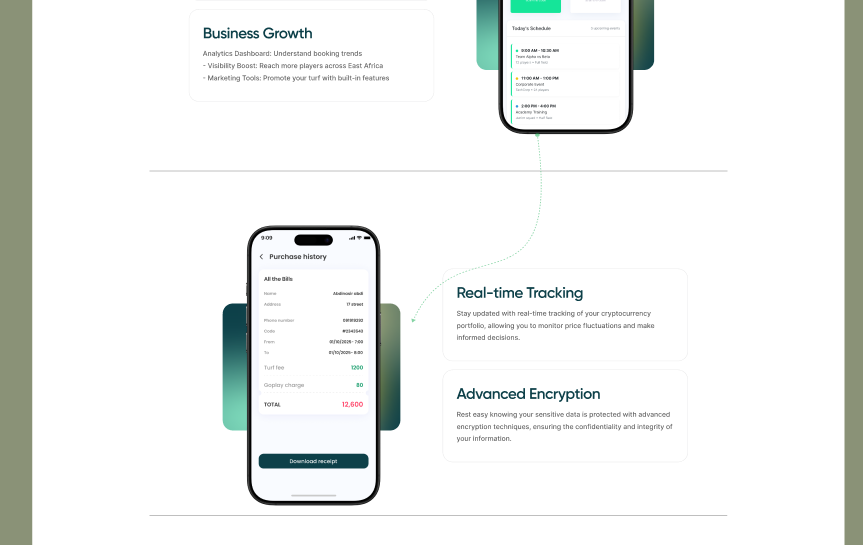 Business Growth
Analytics Dashboard: Understand booking trends
- Visibility Boost: Reach more players across East Africa
- Marketing Tools: Promote your turf with built-in features
Today's Schedule
9:00 AM - 10:30 AM
Team Alpha vs Beta
11:00 AM - 1:00 PM
Corporate Event
2:00 PM - 4:00 PM
Academy Training
9:09
Purchase history
All the Bills
Name Abdinasir abdi
Address 17 street
Phone number
Code #0343543
From 01/10/2025- 7:00
To 01/10/2025- 8:00
Turf fee 1200
Goplay charge 80
TOTAL 12,600
Download receipt
Real-time Tracking
Stay updated with real-time tracking of your cryptocurrency
portfolio, allowing you to monitor price fluctuations and make
informed decisions.
Advanced Encryption
Rest easy knowing your sensitive data is protected with advanced
encryption techniques, ensuring the confidentiality and integrity of
your information.